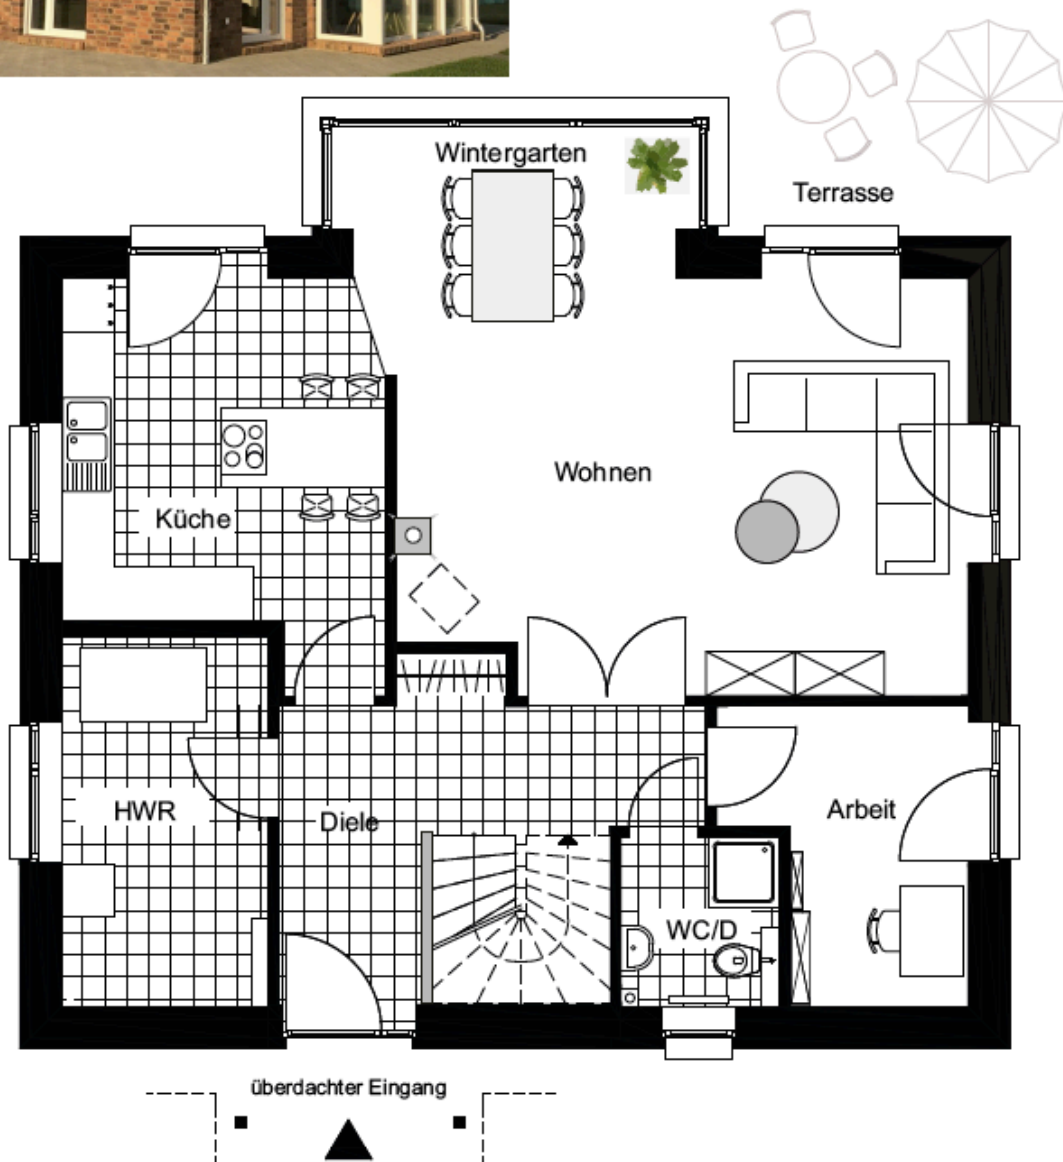 Wintergarten
Terrasse
Wohnen
Küche
HWR
Diele
Arbeit
WC/D
überdachter Eingang